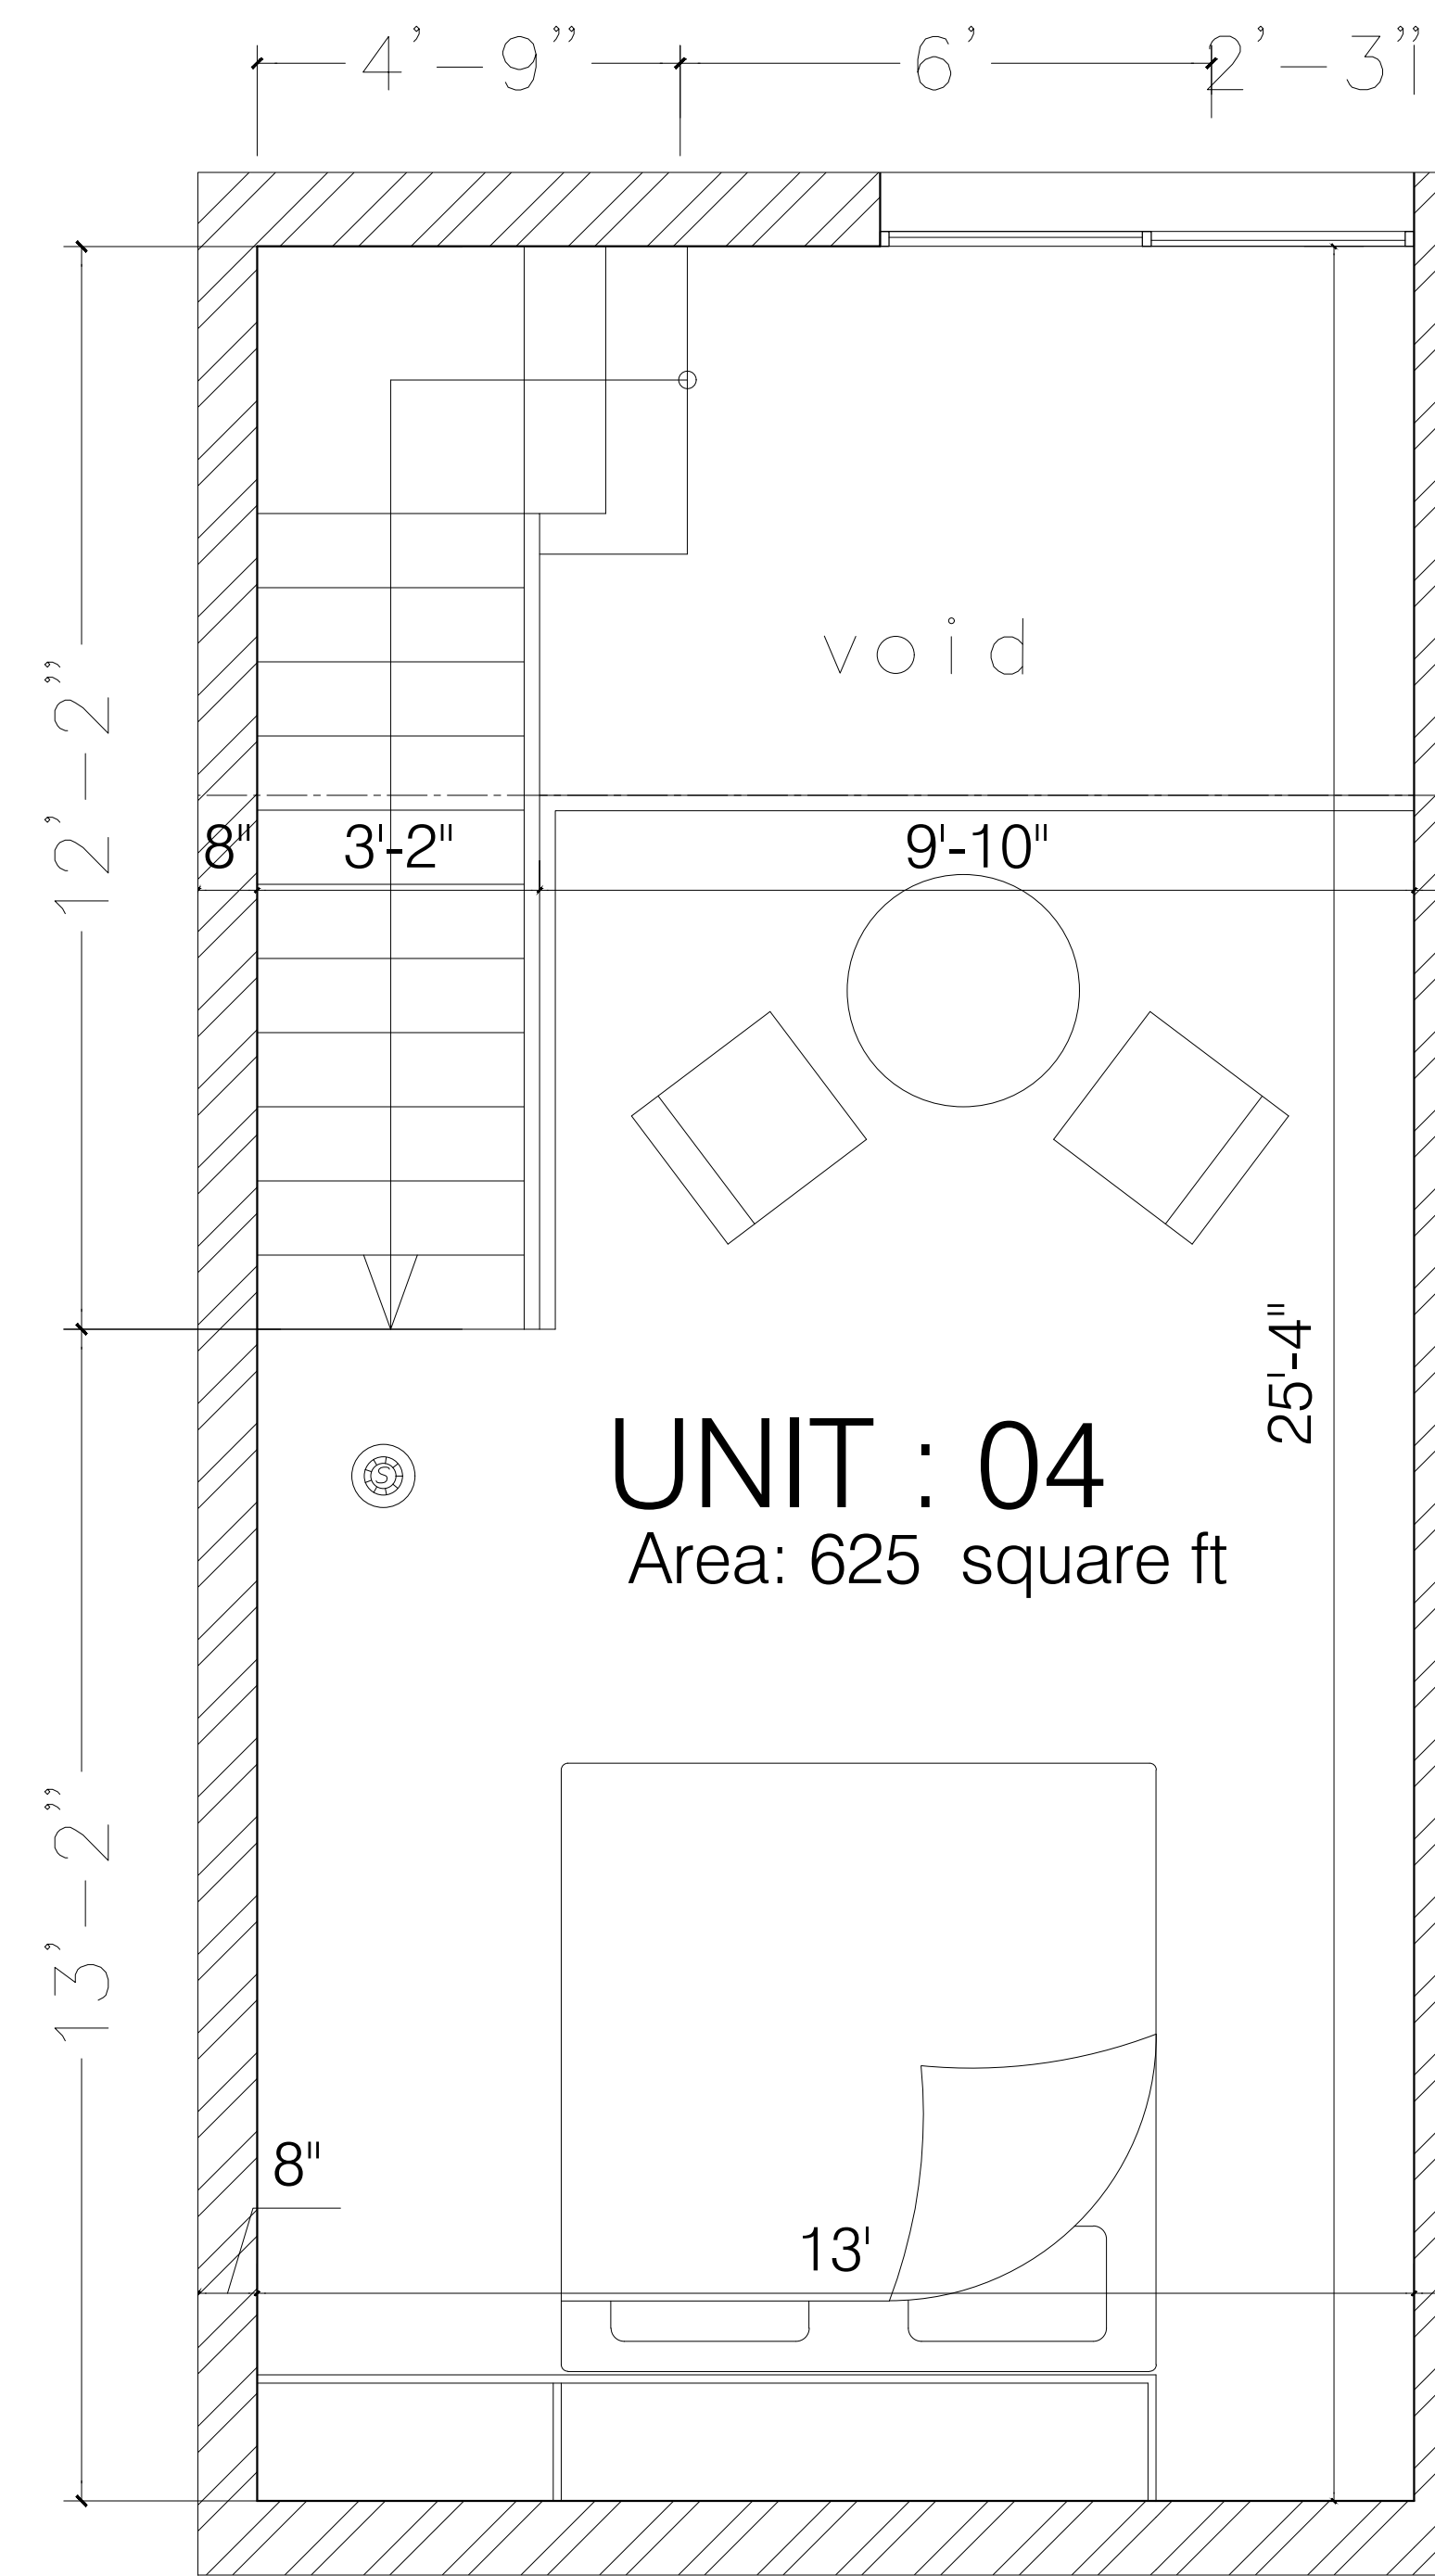 4'-9" 6' 2'-3"
12'-2"
void
8" 3'-2" 9'-10"
25'-4"
UNIT : 04
Area: 625 square ft
S
13'-2"
8"
13'